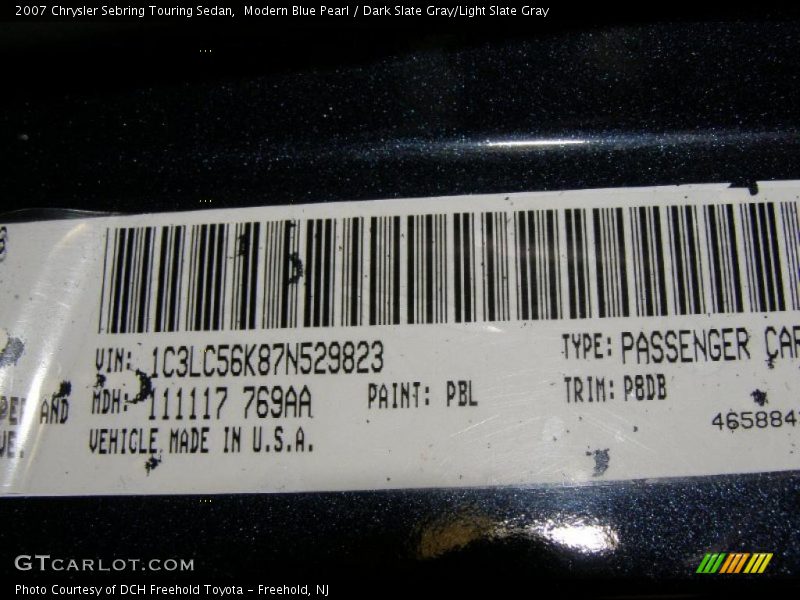 2007 Chrysler Sebring Touring Sedan,  Modern Blue Pearl / Dark Slate Gray/Light Slate Gray
VIN: 1C3LC56K87N529823
TYPE: PASSENGER CAR
MDH: 111117 769AA
PAINT: PBL
TRIM: P8DB
AND
VEHICLE MADE IN U.S.A.
465884
GTCARLOT.COM
Photo Courtesy of DCH Freehold Toyota - Freehold, NJ